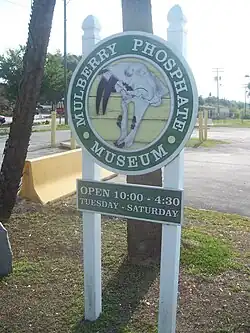 MULBERRY PHOSPHATE
MUSEUM
OPEN 10:00 - 4:30
TUESDAY - SATURDAY